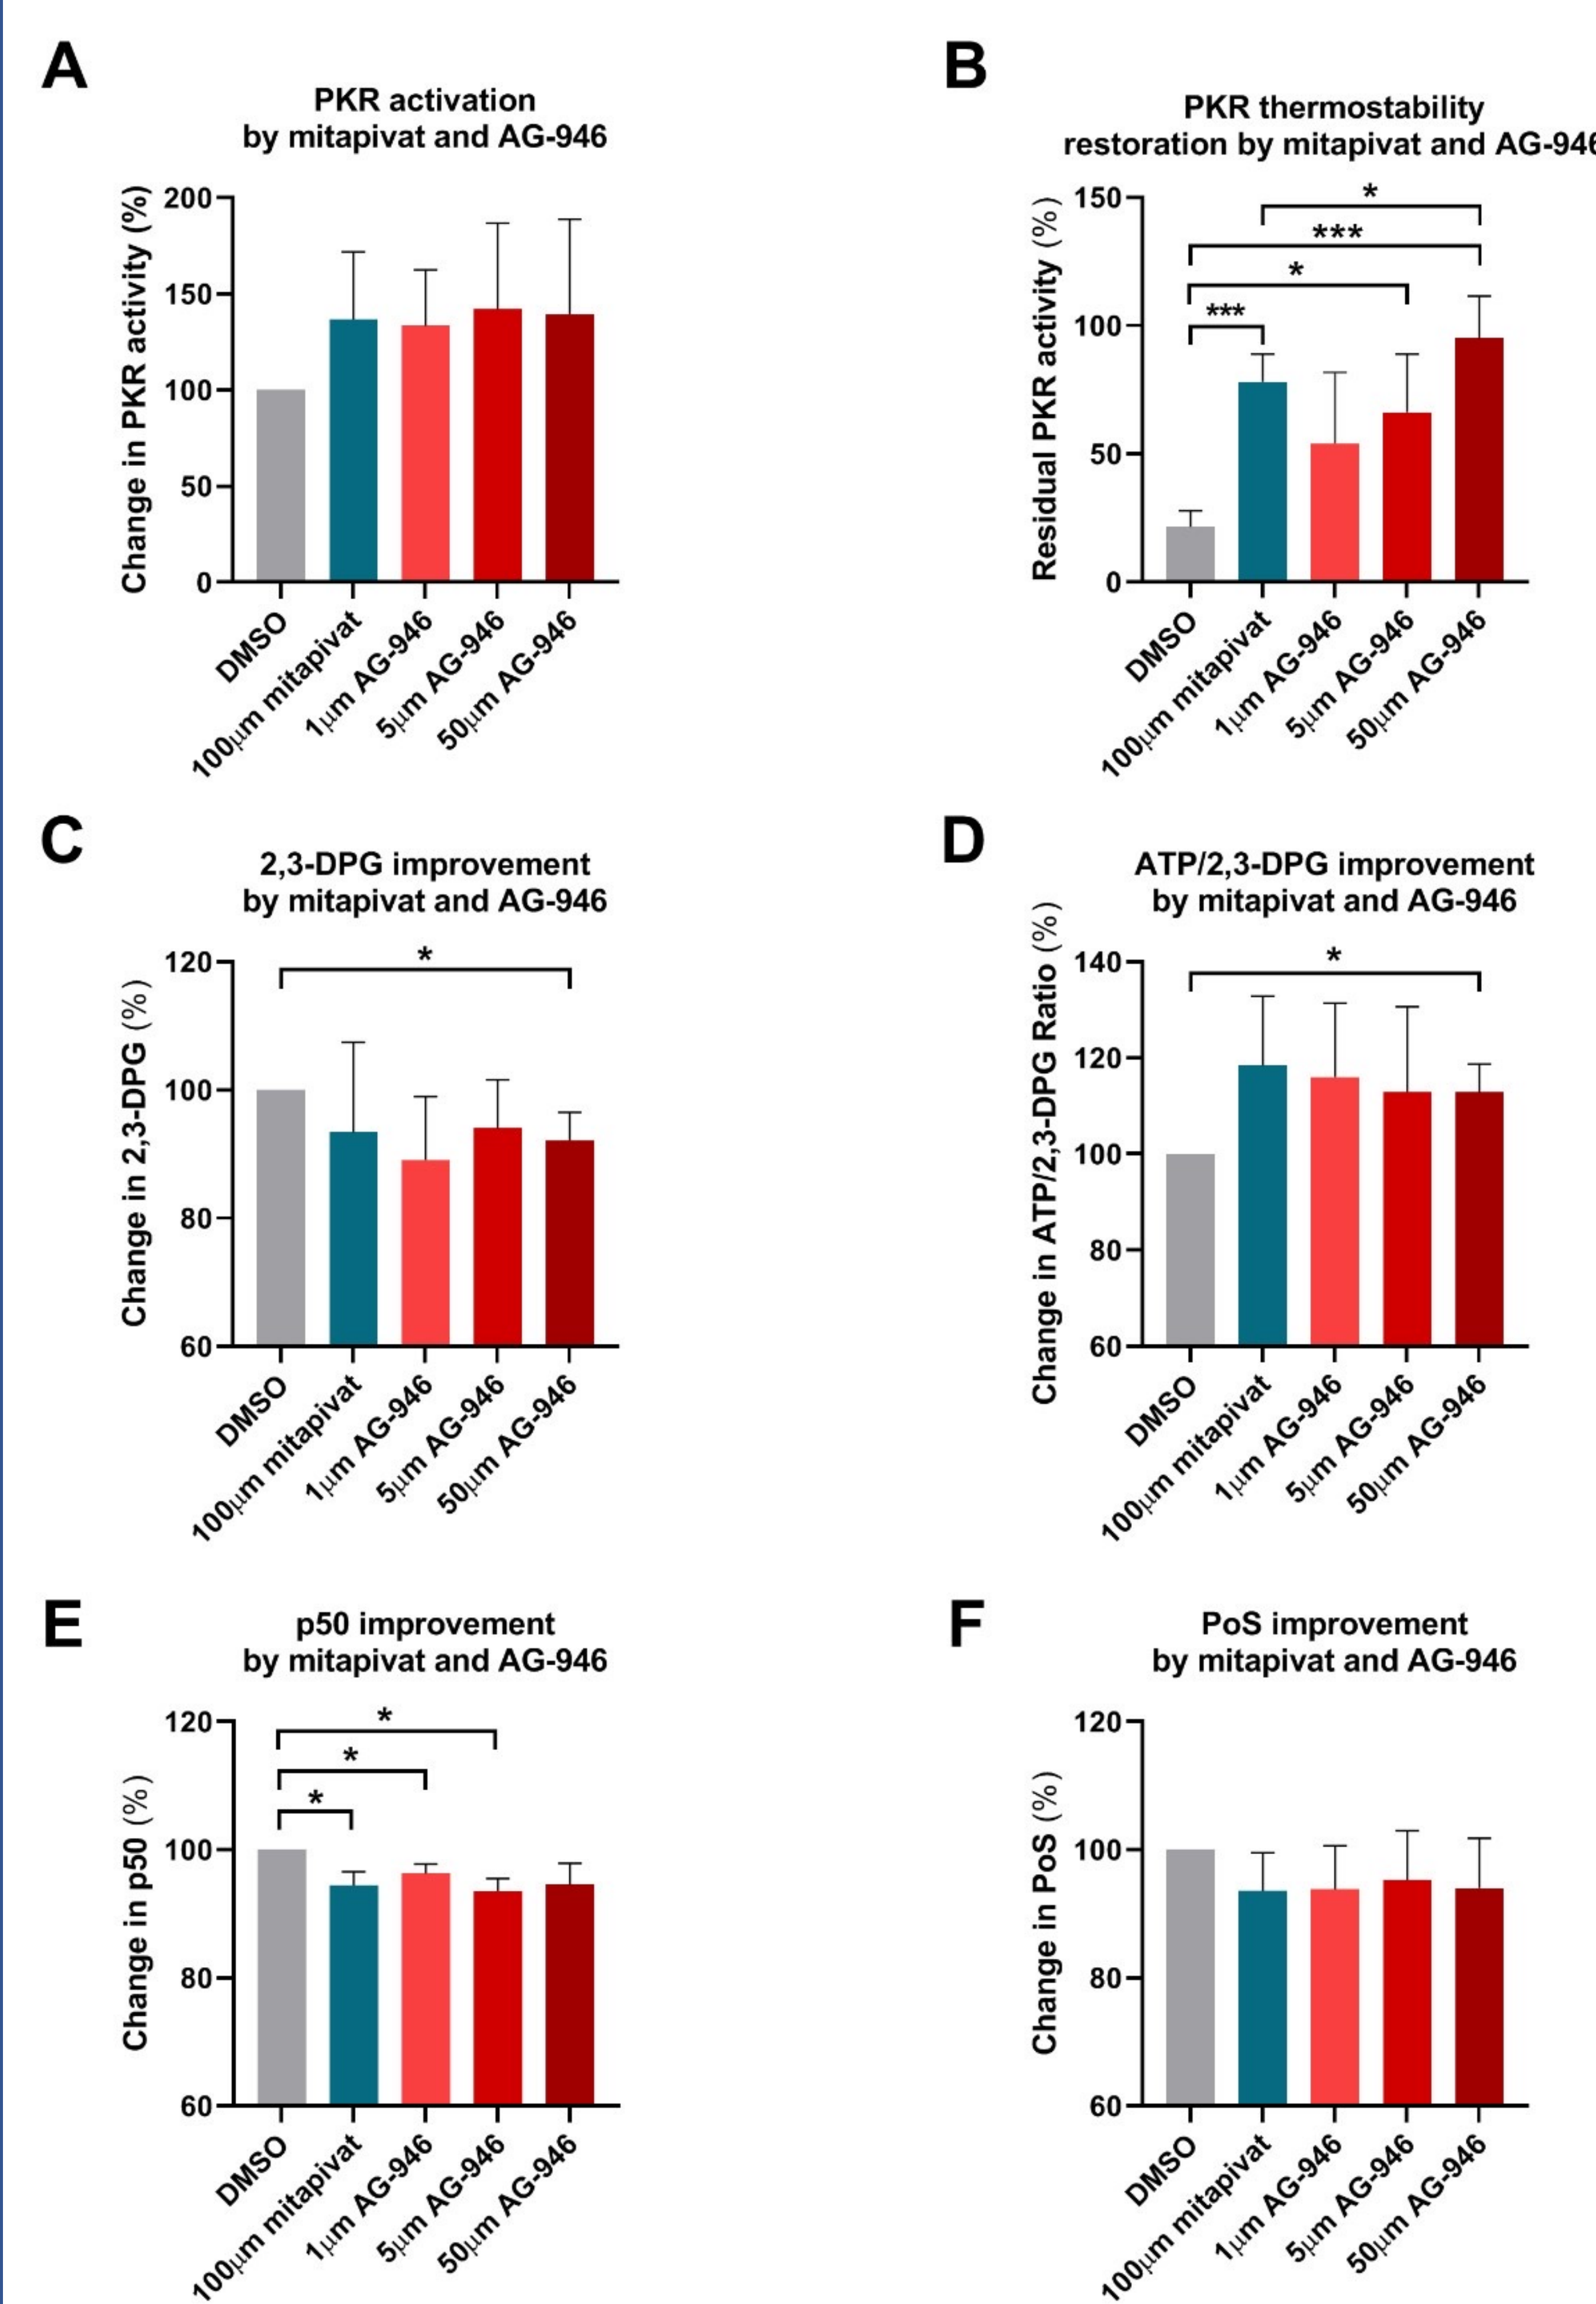 A
PKR activation
by mitapivat and AG-946
Change in PKR activity (%)
200
150
100
50
0
DMSO
100μm mitapivat
1μm AG-946
5μm AG-946
50μm AG-946
B
PKR thermostability
restoration by mitapivat and AG-946
Residual PKR activity (%)
150
100
50
0
*
***
*
***
DMSO
100μm mitapivat
1μm AG-946
5μm AG-946
50μm AG-946
C
2,3-DPG improvement
by mitapivat and AG-946
Change in 2,3-DPG (%)
120
100
80
60
*
DMSO
100μm mitapivat
1μm AG-946
5μm AG-946
50μm AG-946
D
ATP/2,3-DPG improvement
by mitapivat and AG-946
Change in ATP/2,3-DPG Ratio (%)
140
120
100
80
60
*
DMSO
100μm mitapivat
1μm AG-946
5μm AG-946
50μm AG-946
E
p50 improvement
by mitapivat and AG-946
Change in p50 (%)
120
100
80
60
*
*
*
DMSO
100μm mitapivat
1μm AG-946
5μm AG-946
50μm AG-946
F
PoS improvement
by mitapivat and AG-946
Change in PoS (%)
120
100
80
60
DMSO
100μm mitapivat
1μm AG-946
5μm AG-946
50μm AG-946